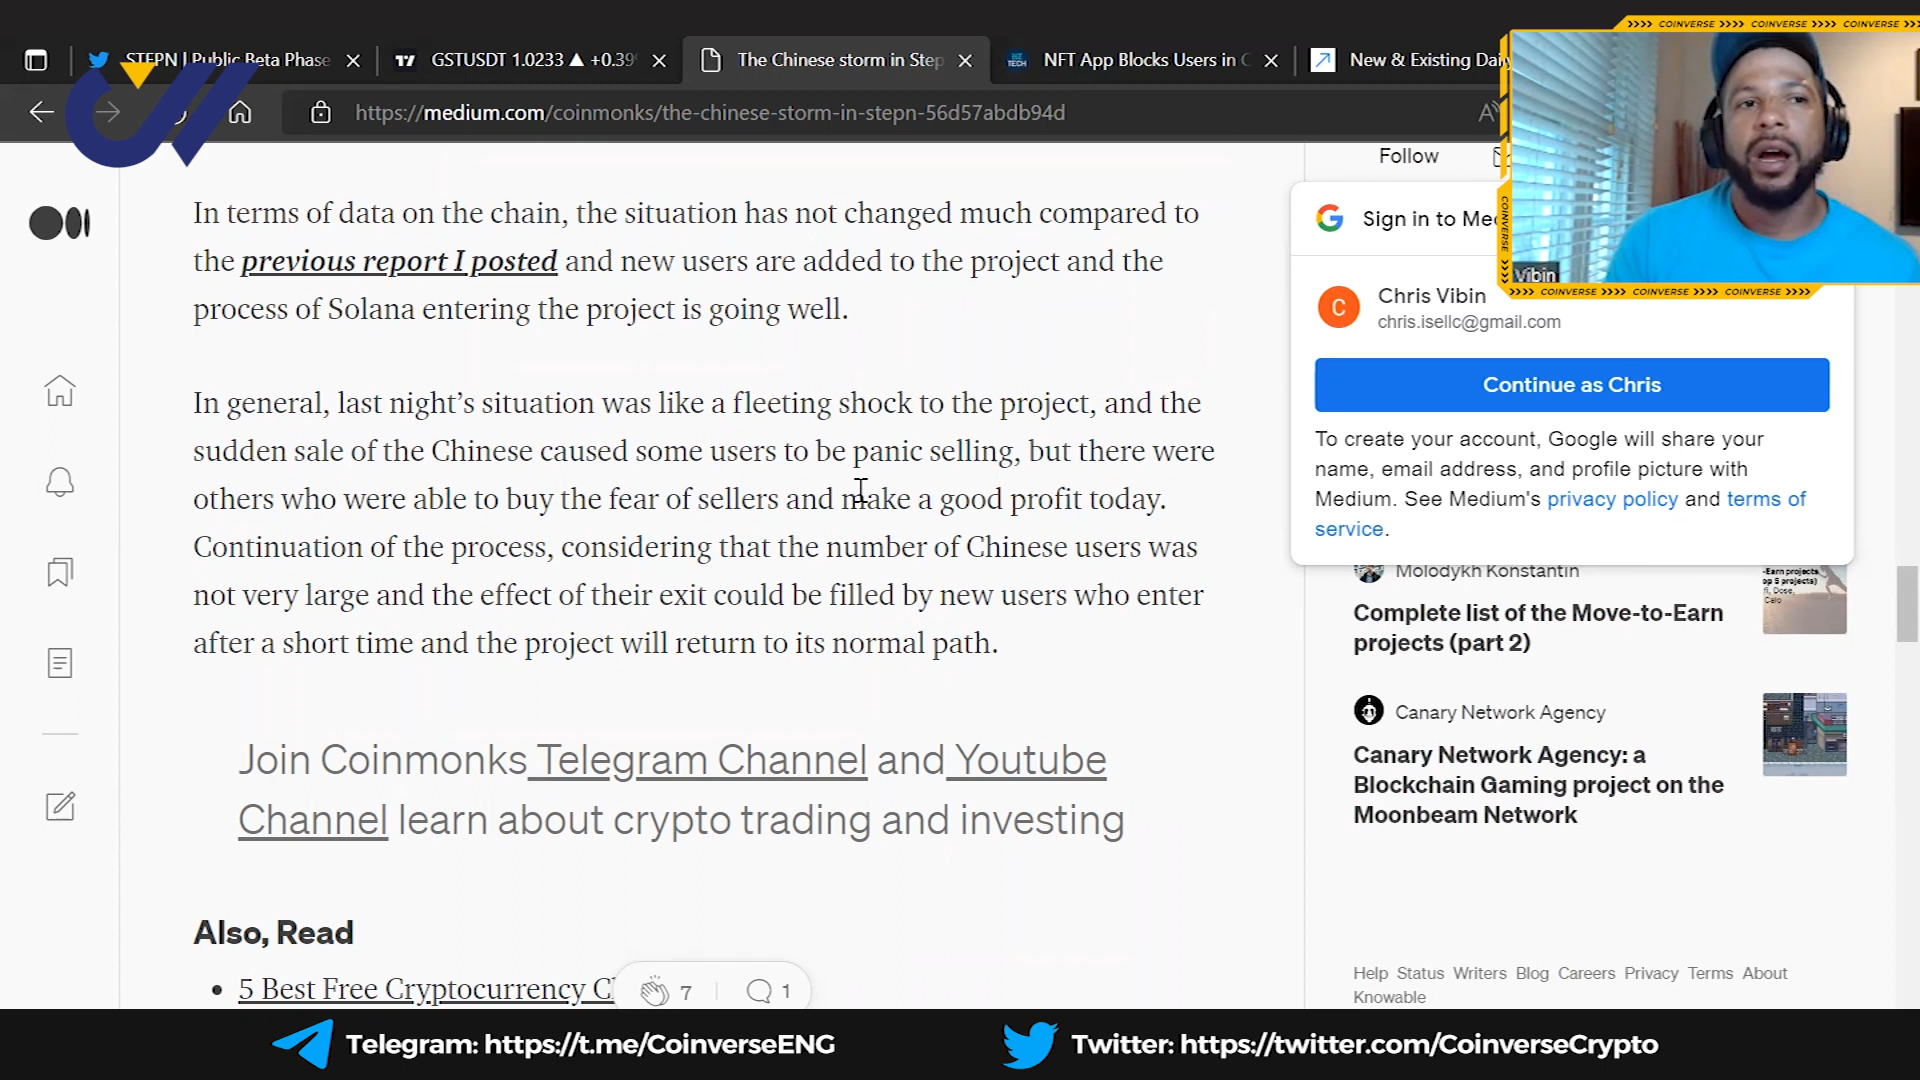 STEPN | Public Beta Phase
GSTUSDT 1.0233 ▲ +0.39%
The Chinese storm in Step
NFT App Blocks Users in C
New & Existing Daily
https://medium.com/coinmonks/the-chinese-storm-in-stepn-56d57abdb94d
COINVERSE >>>> COINVERSE >>>> COINVERSE
COINVERSE
Vibin
>>>> COINVERSE >>>> COINVERSE >>>> COINVERSE >>>>
Follow
In terms of data on the chain, the situation has not changed much compared to
the previous report I posted and new users are added to the project and the
process of Solana entering the project is going well.
In general, last night's situation was like a fleeting shock to the project, and the
sudden sale of the Chinese caused some users to be panic selling, but there were
others who were able to buy the fear of sellers and make a good profit today.
Continuation of the process, considering that the number of Chinese users was
not very large and the effect of their exit could be filled by new users who enter
after a short time and the project will return to its normal path.
Join Coinmonks Telegram Channel and Youtube
Channel learn about crypto trading and investing
Also, Read
• 5 Best Free Cryptocurrency
7
1
Sign in to Me
C
Chris Vibin
chris.isellc@gmail.com
Continue as Chris
To create your account, Google will share your
name, email address, and profile picture with
Medium. See Medium's privacy policy and terms of
service.
Molodykh Konstantin
Complete list of the Move-to-Earn
projects (part 2)
Canary Network Agency
Canary Network Agency: a
Blockchain Gaming project on the
Moonbeam Network
Help Status Writers Blog Careers Privacy Terms About
Knowable
Telegram: https://t.me/CoinverseENG
Twitter: https://twitter.com/CoinverseCrypto